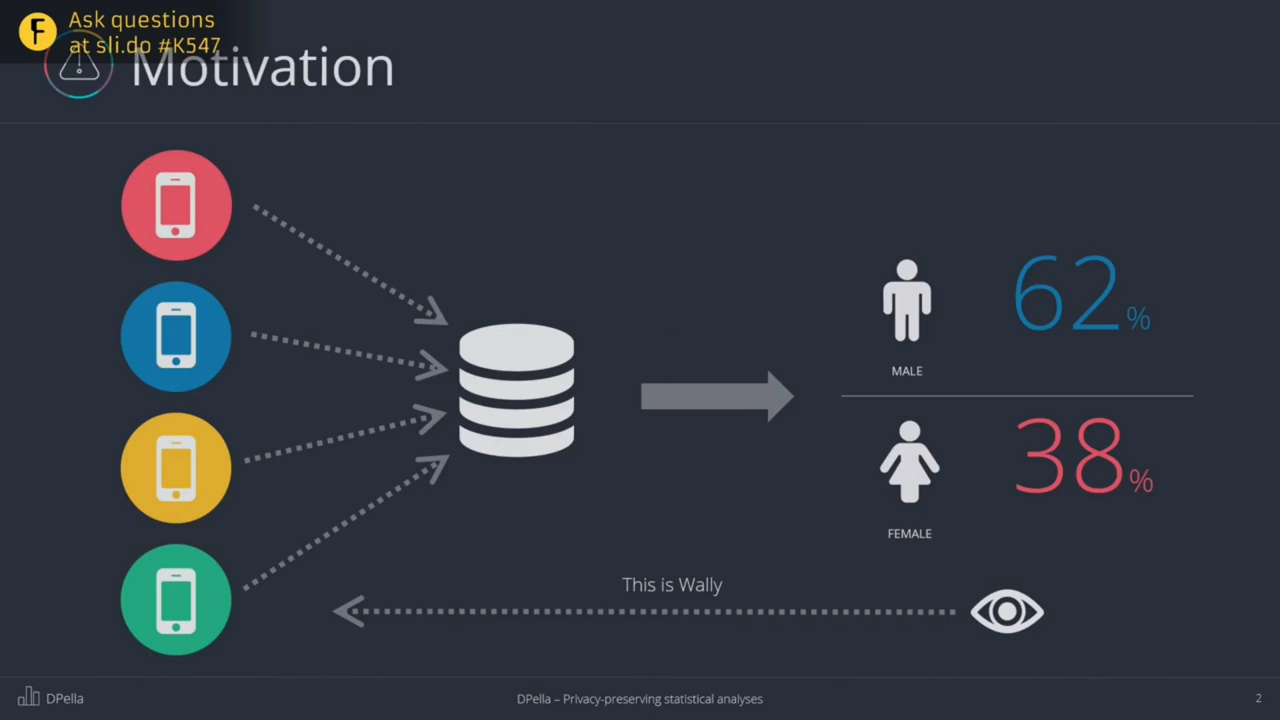 F Ask questions
at sli.do #K547
Motivation
62%
MALE
38%
FEMALE
This is Wally
DPella
DPella – Privacy-preserving statistical analyses
2